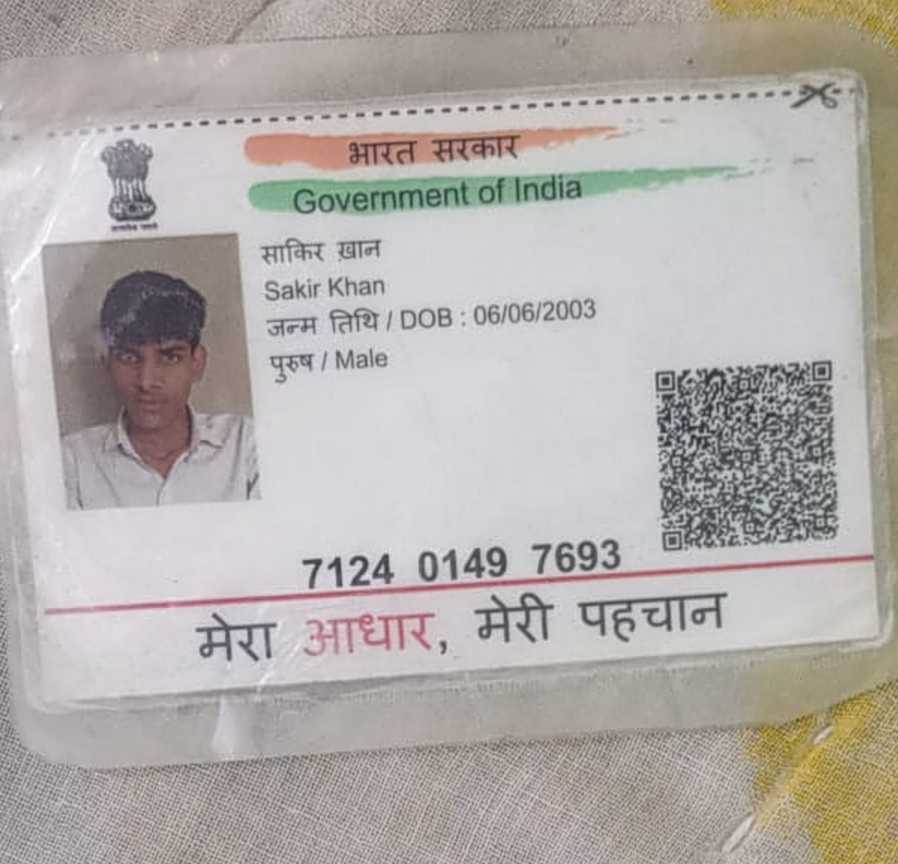 भारत सरकार
Government of India
साकिर ख़ान
Sakir Khan
जन्म तिथि / DOB : 06/06/2003
पुरुष / Male
7124 0149 7693
मेरा आधार, मेरी पहचान